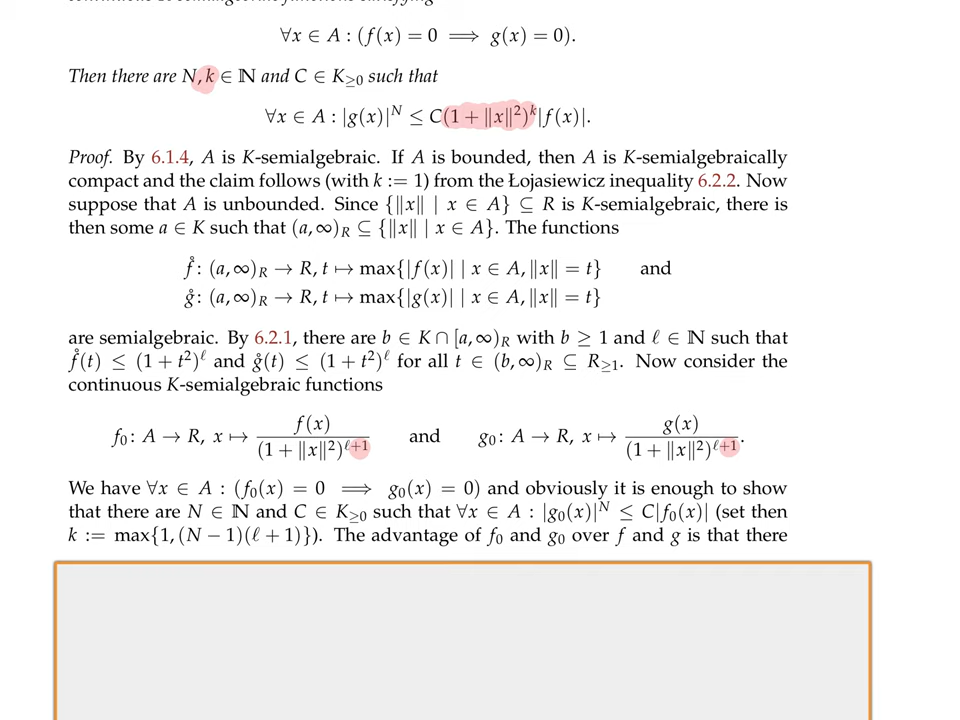 ∀x ∈ A : (f(x) = 0 ⟹ g(x) = 0).
Then there are N, k ∈ ℕ and C ∈ K≥0 such that
∀x ∈ A : |g(x)|^N ≤ C(1 + ‖x‖²)^k |f(x)|.
Proof. By 6.1.4, A is K-semialgebraic. If A is bounded, then A is K-semialgebraically
compact and the claim follows (with k := 1) from the Łojasiewicz inequality 6.2.2. Now
suppose that A is unbounded. Since {‖x‖ | x ∈ A} ⊆ R is K-semialgebraic, there is
then some a ∈ K such that (a, ∞)_R ⊆ {‖x‖ | x ∈ A}. The functions
f̊ : (a, ∞)_R → R, t ↦ max{|f(x)| | x ∈ A, ‖x‖ = t} and
g̊ : (a, ∞)_R → R, t ↦ max{|g(x)| | x ∈ A, ‖x‖ = t}
are semialgebraic. By 6.2.1, there are b ∈ K ∩ [a, ∞)_R with b ≥ 1 and ℓ ∈ ℕ such that
f̊(t) ≤ (1 + t²)^ℓ and g̊(t) ≤ (1 + t²)^ℓ for all t ∈ (b, ∞)_R ⊆ R≥1. Now consider the
continuous K-semialgebraic functions
f₀ : A → R, x ↦ f(x) / (1 + ‖x‖²)^{ℓ+1} and g₀ : A → R, x ↦ g(x) / (1 + ‖x‖²)^{ℓ+1}.
We have ∀x ∈ A : (f₀(x) = 0 ⟹ g₀(x) = 0) and obviously it is enough to show
that there are N ∈ ℕ and C ∈ K≥0 such that ∀x ∈ A : |g₀(x)|^N ≤ C|f₀(x)| (set then
k := max{1, (N − 1)(ℓ + 1)}). The advantage of f₀ and g₀ over f and g is that there